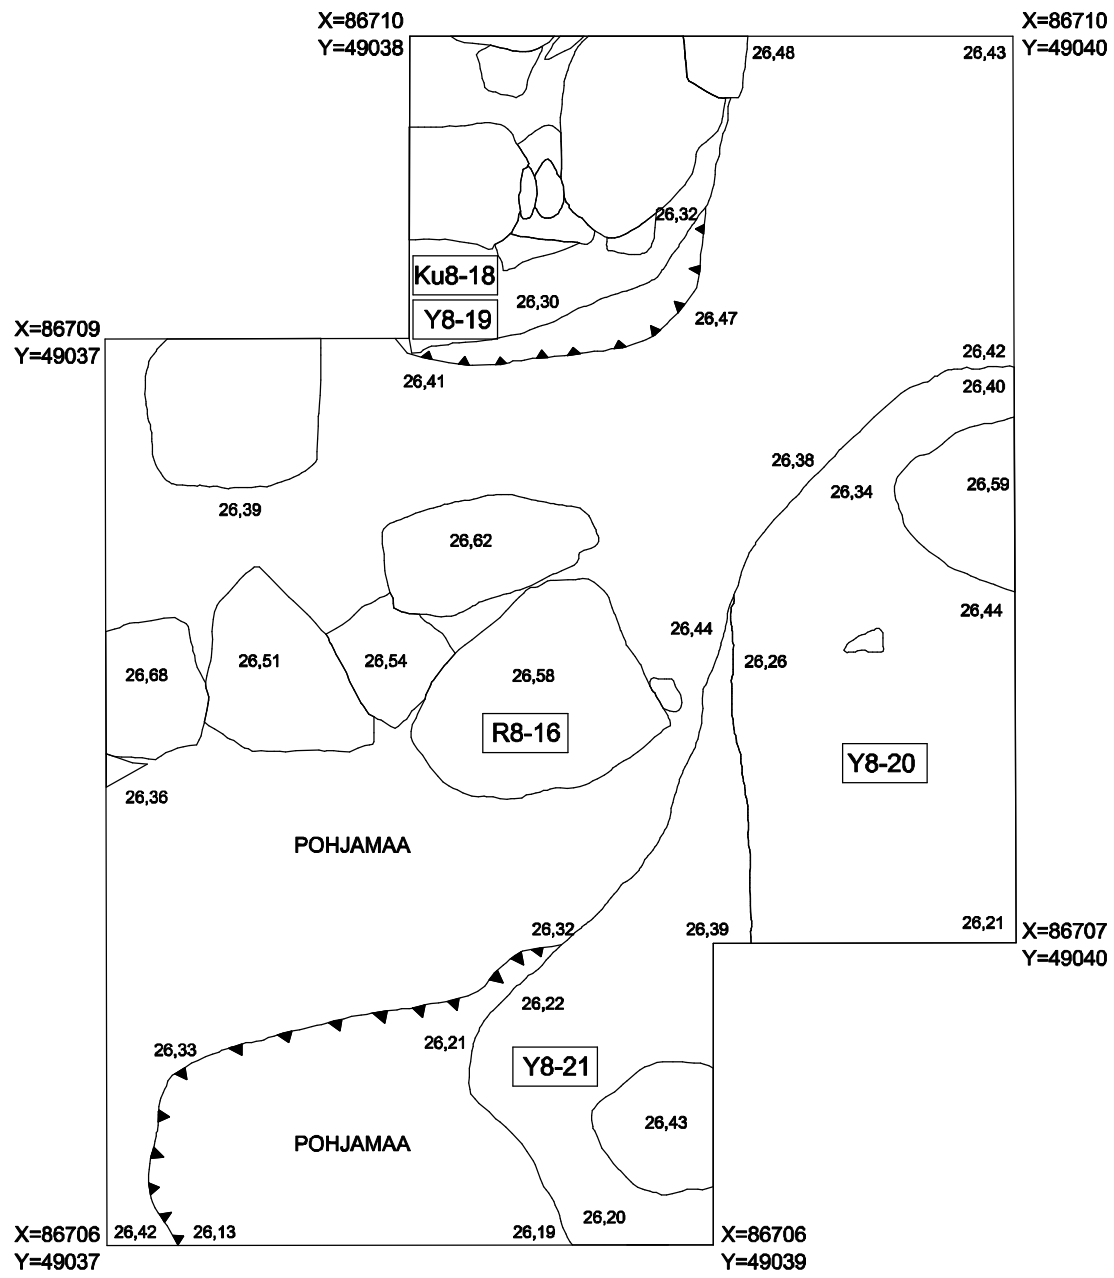 X=86710
Y=49038
X=86710
Y=49040
26,48
26,43
26,32
Ku8-18
26,30
Y8-19
26,47
X=86709
Y=49037
26,42
26,41
26,40
26,38
26,34
26,59
26,39
26,62
26,44
26,44
26,68
26,51
26,54
26,58
26,26
R8-16
Y8-20
26,36
POHJAMAA
26,32
26,39
26,21
X=86707
Y=49040
26,22
26,21
26,33
Y8-21
26,43
POHJAMAA
X=86706
Y=49037
26,42
26,13
26,19
26,20
X=86706
Y=49039